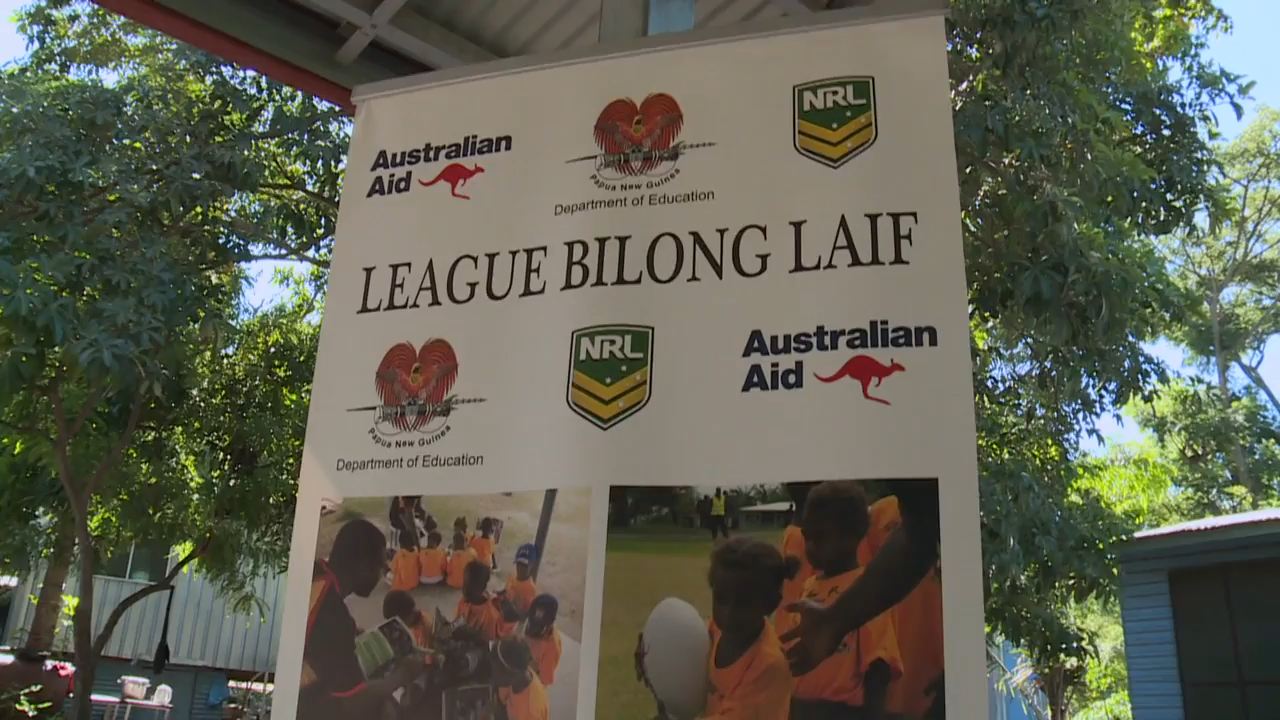 Australian
Aid
Papua New Guinea
Department of Education
NRL
LEAGUE BILONG LAIF
Papua New Guinea
Department of Education
NRL
Australian
Aid